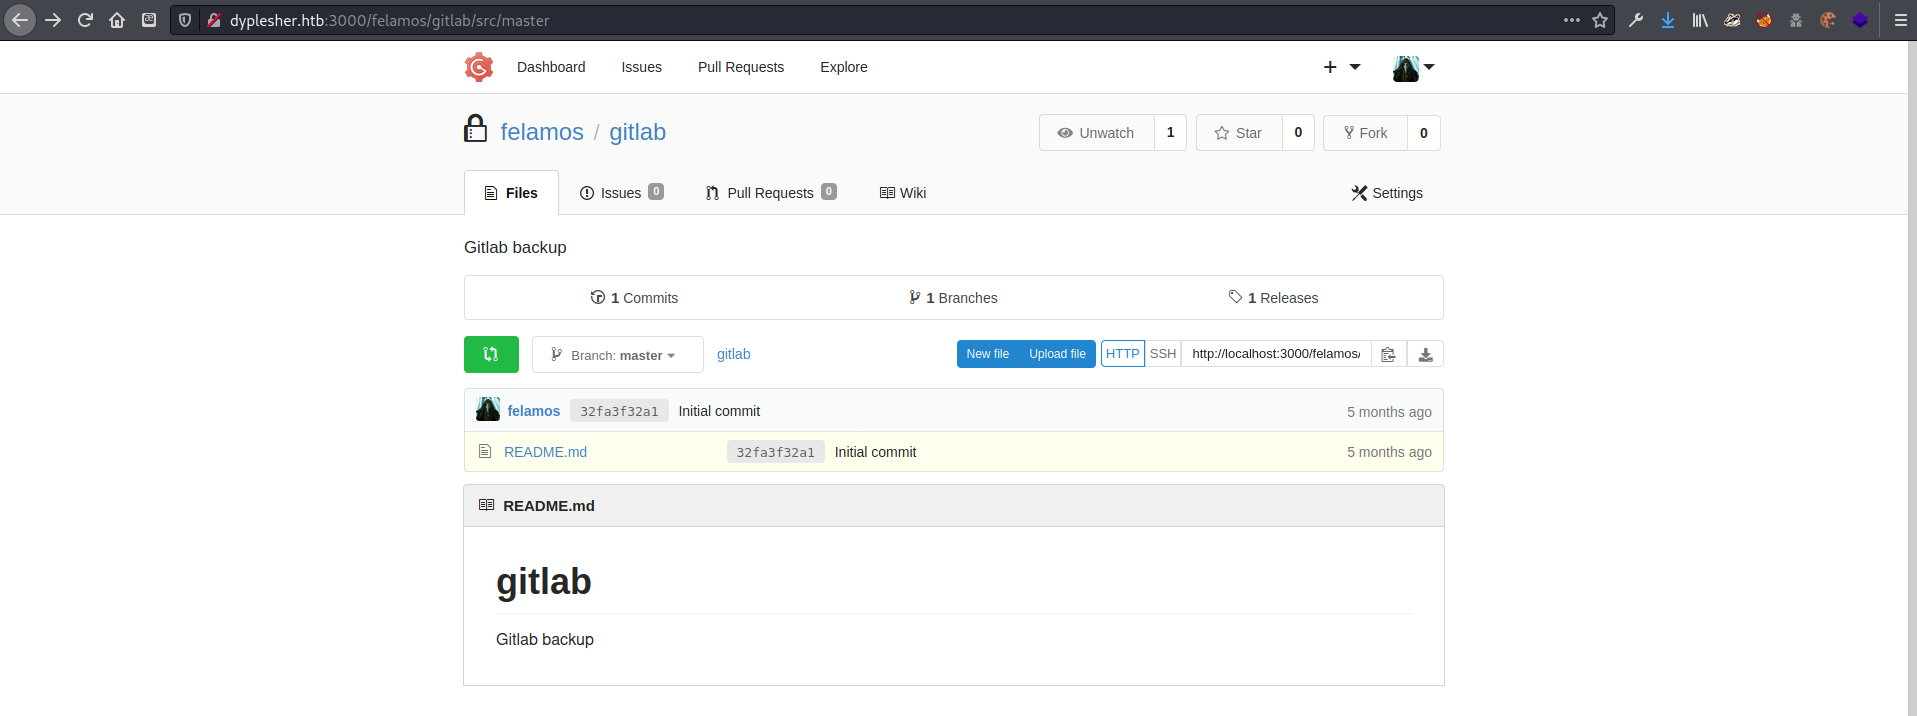 dyplesher.htb:3000/felamos/gitlab/src/master
Dashboard Issues Pull Requests Explore
felamos / gitlab
Unwatch 1 Star 0 Fork 0
Files Issues 0 Pull Requests 0 Wiki Settings
Gitlab backup
1 Commits 1 Branches 1 Releases
Branch: master gitlab New file Upload file HTTP SSH http://localhost:3000/felamos/
felamos 32fa3f32a1 Initial commit 5 months ago
README.md 32fa3f32a1 Initial commit 5 months ago
README.md
gitlab
Gitlab backup